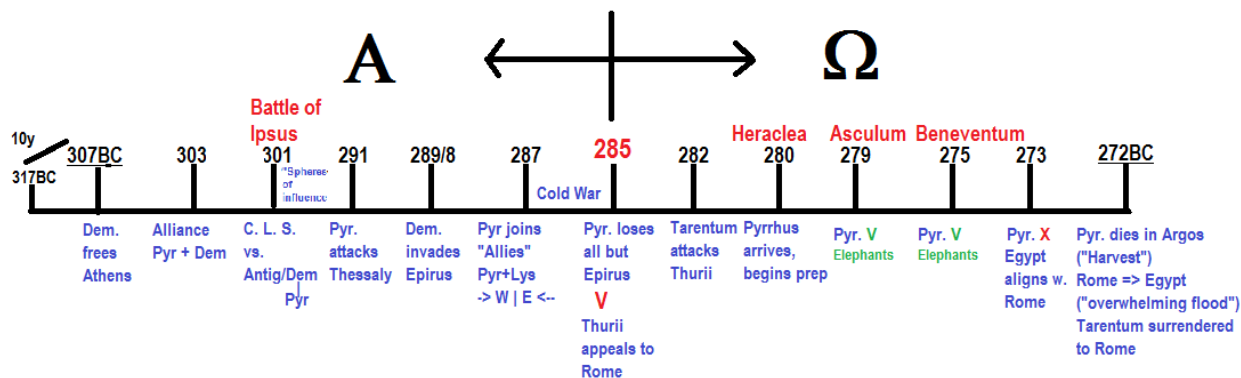 Α Ω
Battle of
Ipsus
Heraclea Asculum Beneventum
10y
317BC
307BC 303 301 291 289/8 287 285 282 280 279 275 273 272BC
"Spheres
of
influence
Cold War
Dem.
frees
Athens
Alliance
Pyr + Dem
C. L. S.
vs.
Antig/Dem
|
Pyr
Pyr.
attacks
Thessaly
Dem.
invades
Epirus
Pyr joins
"Allies"
Pyr+Lys
-> W | E <--
Pyr. loses
all but
Epirus
V
Thurii
appeals to
Rome
Tarentum
attacks
Thurii
Pyrrhus
arrives,
begins prep
Pyr. V
Elephants
Pyr. V
Elephants
Pyr. X
Egypt
aligns w.
Rome
Pyr. dies in Argos
("Harvest")
Rome => Egypt
("overwhelming flood")
Tarentum surrendered
to Rome